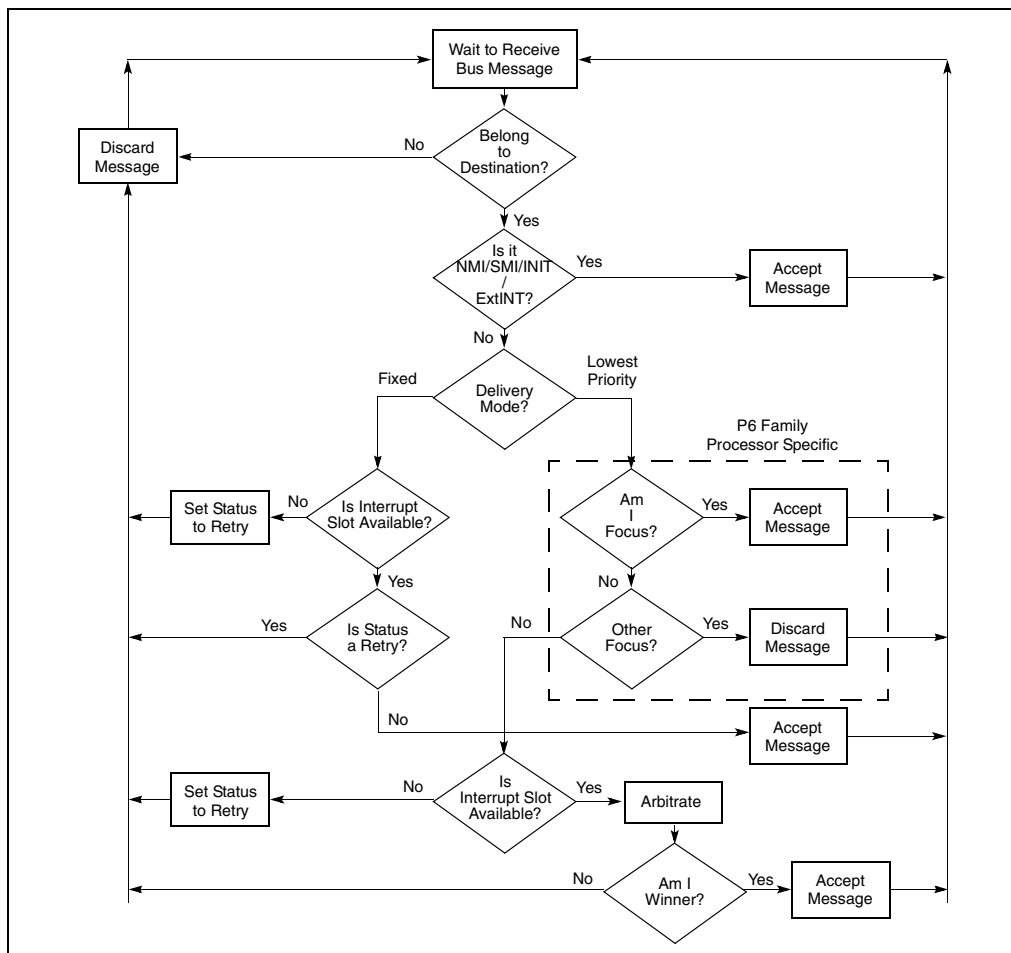 Wait to Receive
Bus Message
No
Belong
to
Destination?
Discard
Message
Yes
Is it
NMI/SMI/INIT
/
ExtINT?
Yes
Accept
Message
No
Fixed
Delivery
Mode?
Lowest
Priority
P6 Family
Processor Specific
Set Status
to Retry
No
Is Interrupt
Slot Available?
Am
I
Focus?
Yes
Accept
Message
Yes
No
Yes
Is Status
a Retry?
No
Other
Focus?
Yes
Discard
Message
No
Accept
Message
Set Status
to Retry
No
Is
Interrupt Slot
Available?
Yes
Arbitrate
No
Am I
Winner?
Yes
Accept
Message